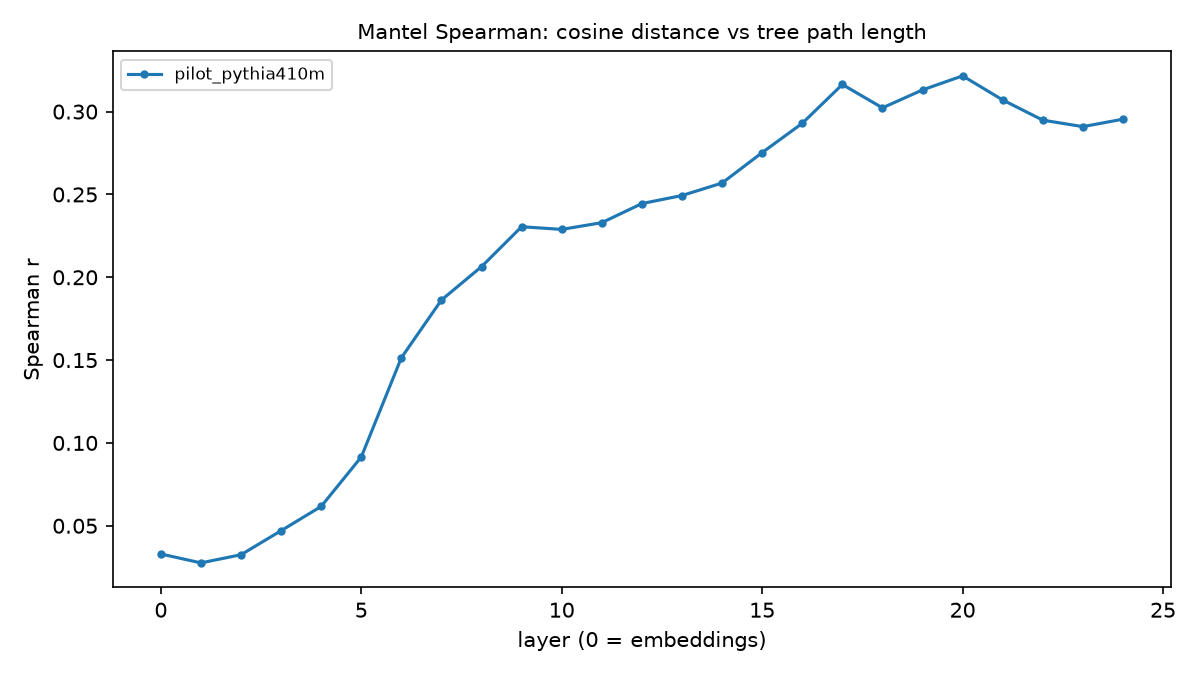 Mantel Spearman: cosine distance vs tree path length
pilot_pythia410m
0.30
0.25
0.20
0.15
0.10
0.05
Spearman r
0 5 10 15 20 25
layer (0 = embeddings)